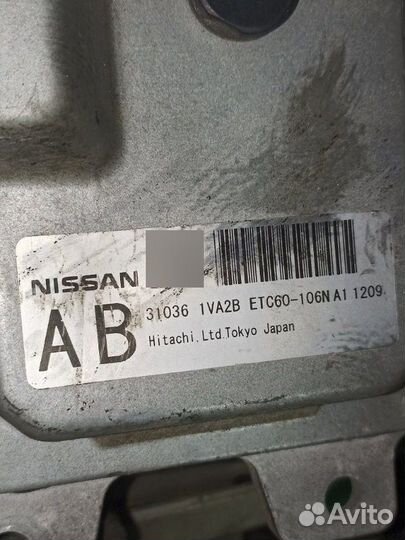 NISSAN
AB
31036 1VA2B ETC60-106N A1 1209
Hitachi,Ltd.Tokyo Japan
Avito